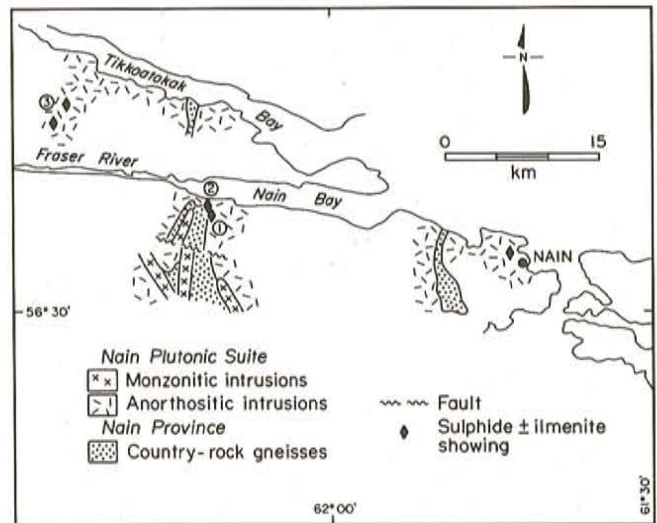 Tikkoatokak
Bay
N
③
0 15
km
Fraser River
②
Nain Bay
①
NAIN
56° 30'
Nain Plutonic Suite
Monzonitic intrusions
Anorthositic intrusions
Nain Province
Country-rock gneisses
Fault
Sulphide ± ilmenite
showing
62° 00'
61° 30'